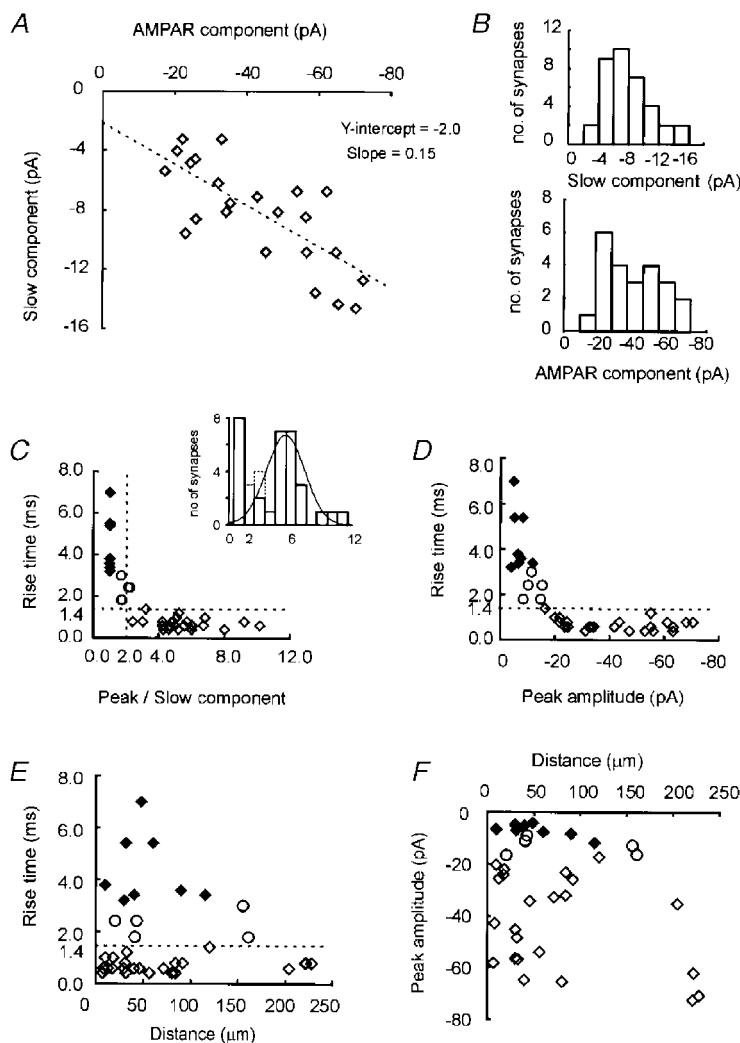 A
AMPAR component (pA)
0 -20 -40 -60 -80
0
-4
-8
-12
-16
Slow component (pA)
Y-intercept = -2.0
Slope = 0.15
B
no. of synapses
12
8
4
0
0 -4 -8 -12 -16
Slow component (pA)
no. of synapses
8
6
4
2
0
-20 -40 -60 -80
AMPAR component (pA)
C
Rise time (ms)
8.0
6.0
4.0
2.0
1.4
0.0
0.0 2.0 4.0 8.0 12.0
Peak / Slow component
no of synapses
8
4
0
0 2 6 12
D
Rise time (ms)
8.0
6.0
4.0
2.0
1.4
0.0
0 -20 -40 -60 -80
Peak amplitude (pA)
E
Rise time (ms)
8.0
6.0
4.0
2.0
1.4
0.0
0 50 100 150 200 250
Distance (μm)
F
Distance (μm)
0 50 100 150 200 250
0
-20
-40
-60
-80
Peak amplitude (pA)